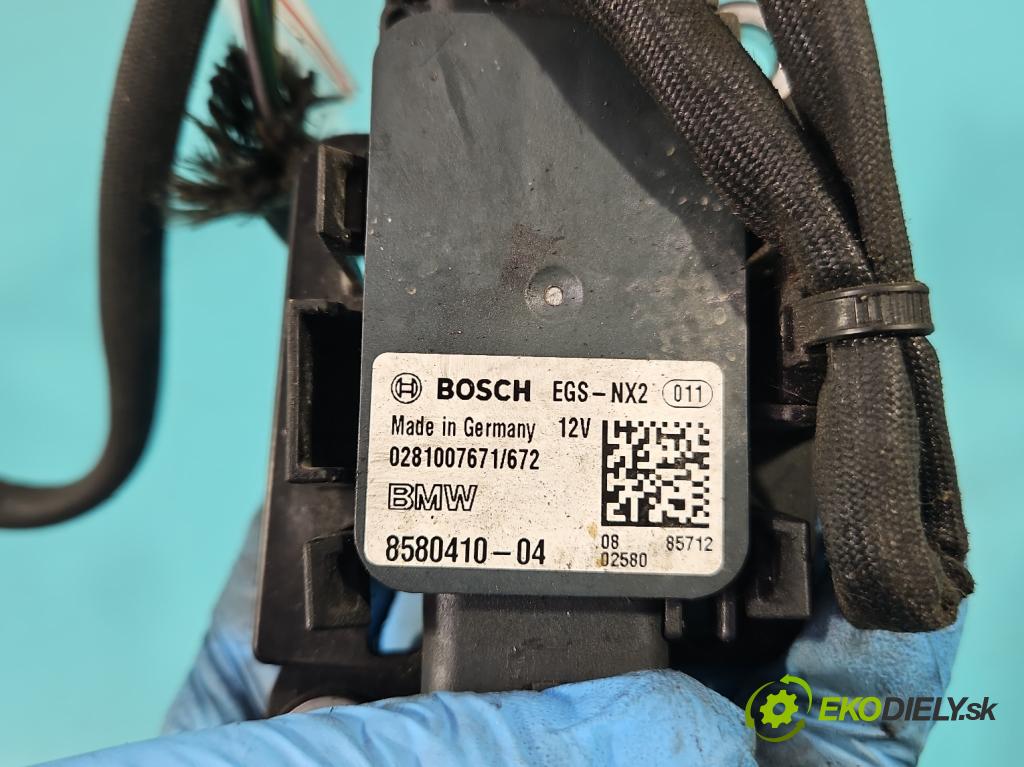 BOSCH EGS-NX2 011
Made in Germany 12V
0281007671/672
BMW
8580410-04
08 85712
02580
EKODIELY.sk